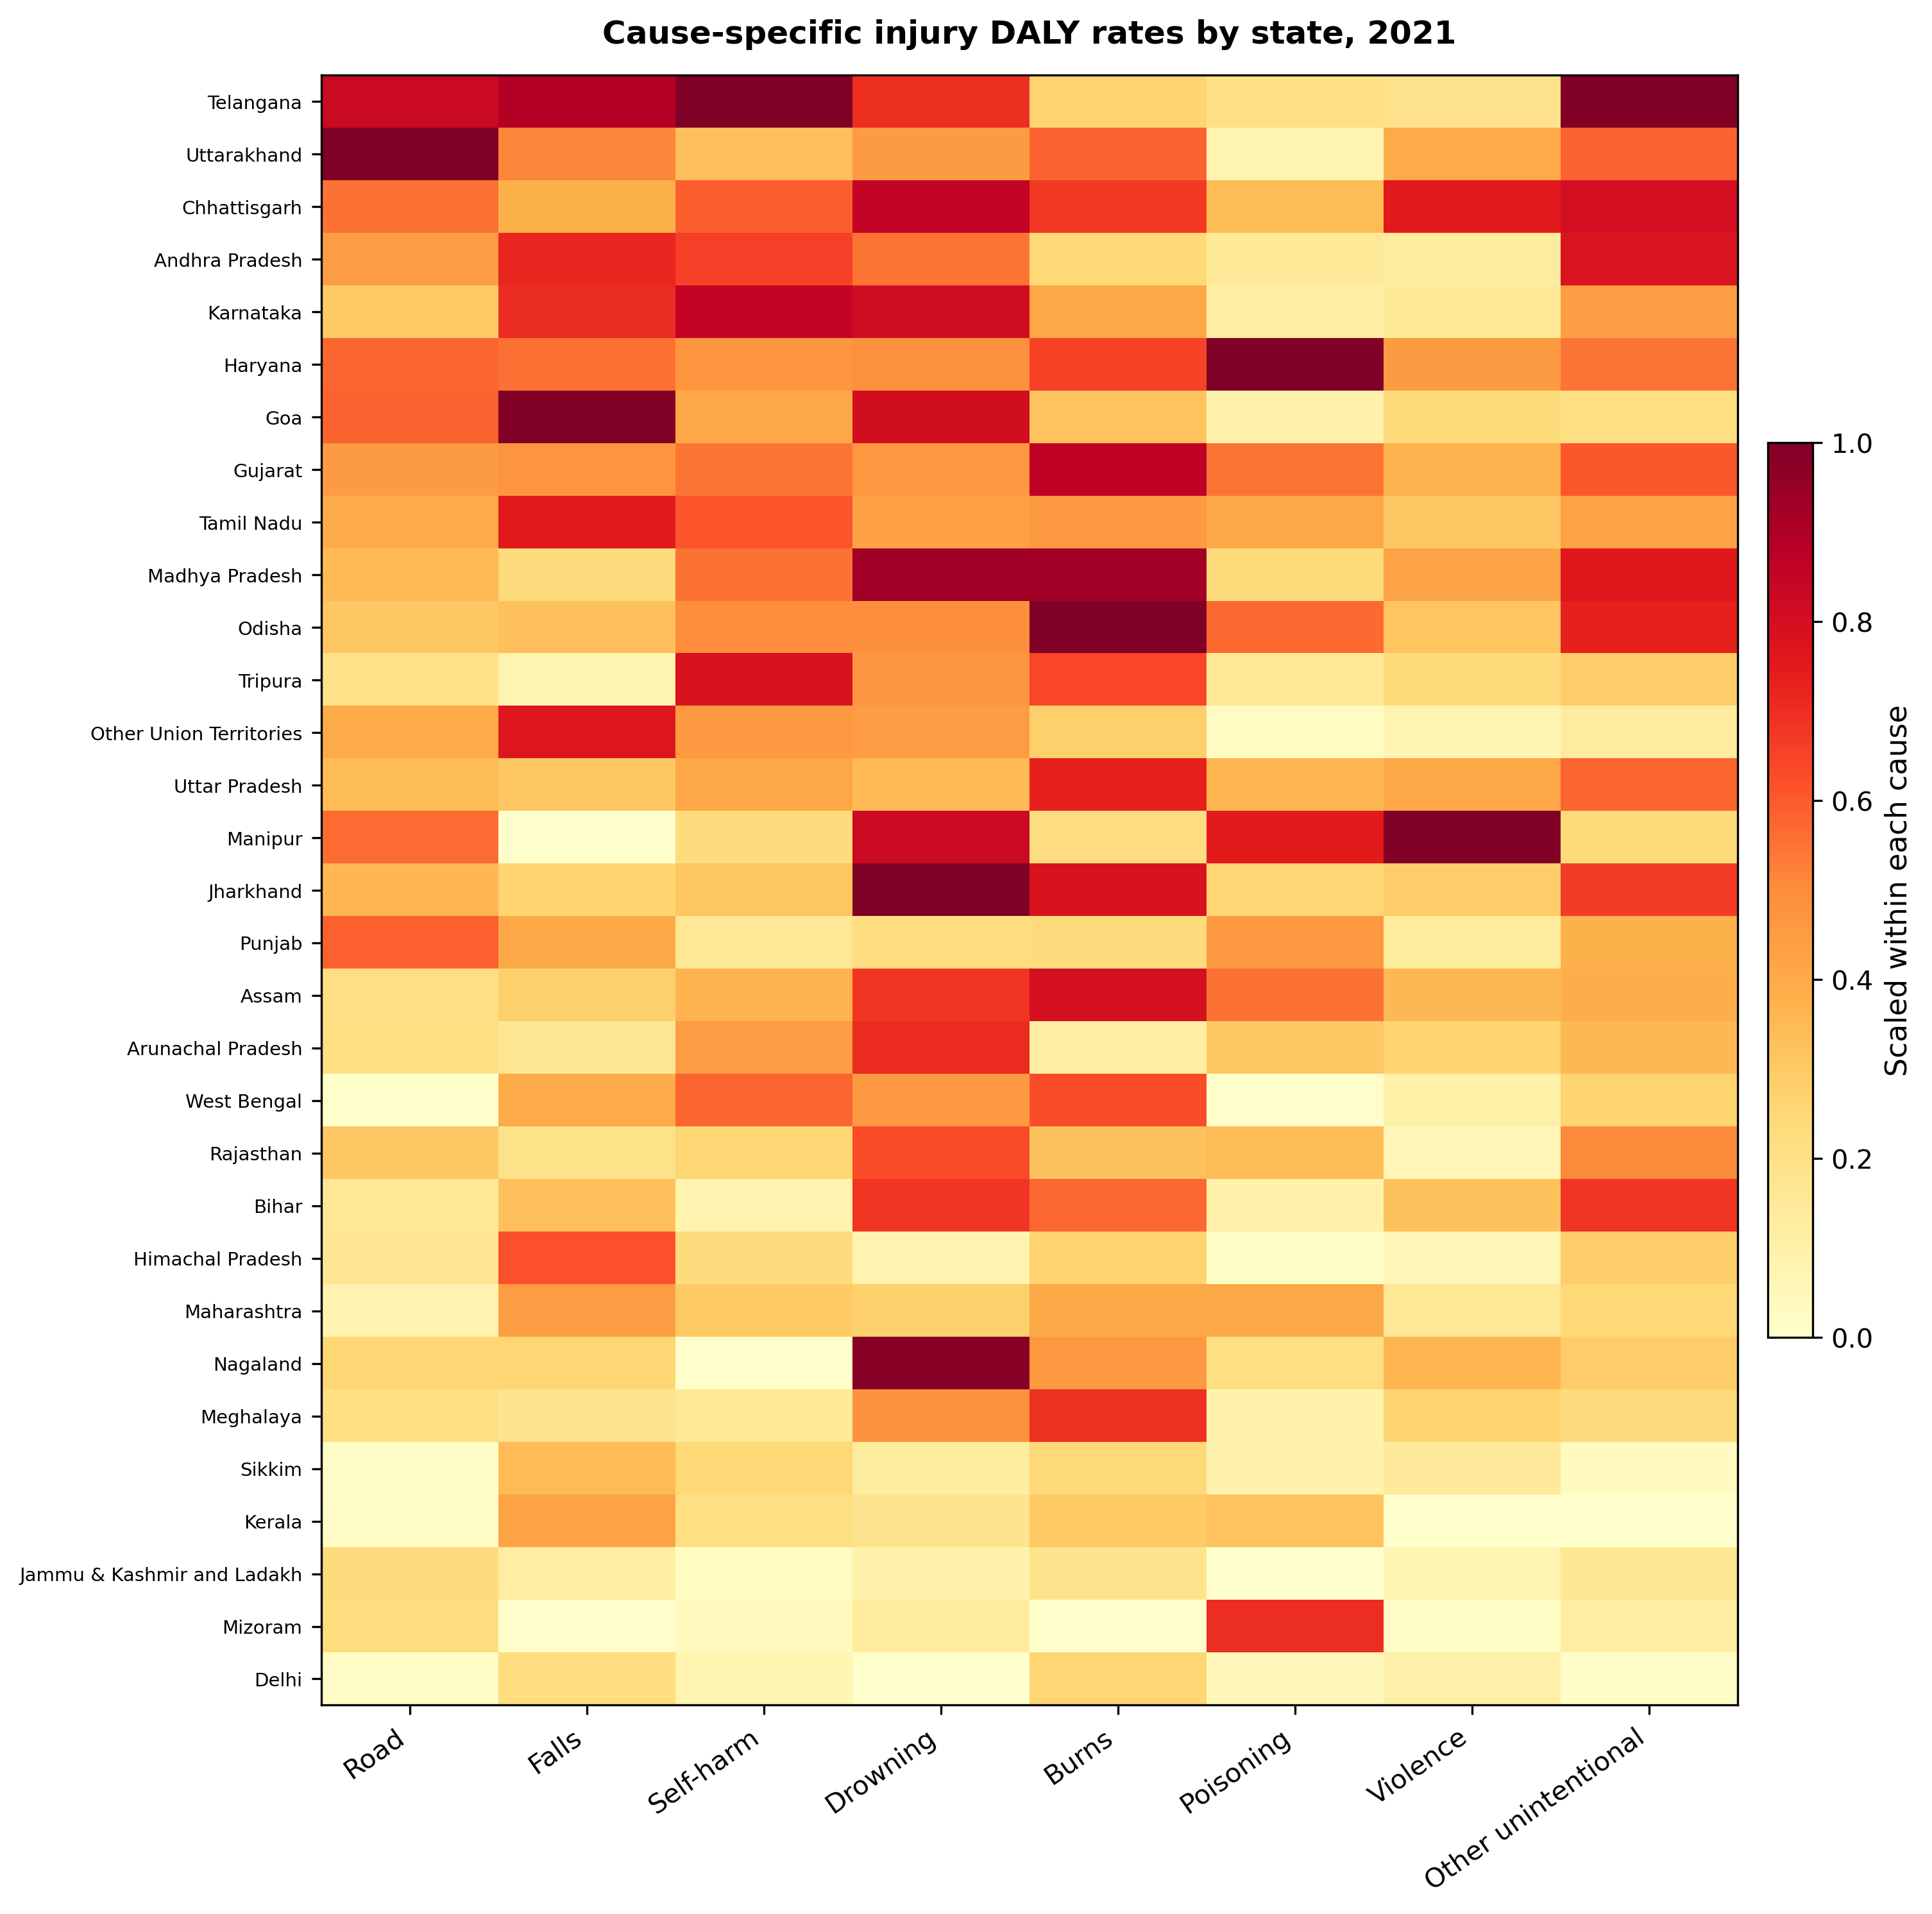 Cause-specific injury DALY rates by state, 2021
Telangana
Uttarakhand
Chhattisgarh
Andhra Pradesh
Karnataka
Haryana
Goa
Gujarat
Tamil Nadu
Madhya Pradesh
Odisha
Tripura
Other Union Territories
Uttar Pradesh
Manipur
Jharkhand
Punjab
Assam
Arunachal Pradesh
West Bengal
Rajasthan
Bihar
Himachal Pradesh
Maharashtra
Nagaland
Meghalaya
Sikkim
Kerala
Jammu & Kashmir and Ladakh
Mizoram
Delhi
Road
Falls
Self-harm
Drowning
Burns
Poisoning
Violence
Other unintentional
1.0
0.8
0.6
0.4
0.2
0.0
Scaled within each cause